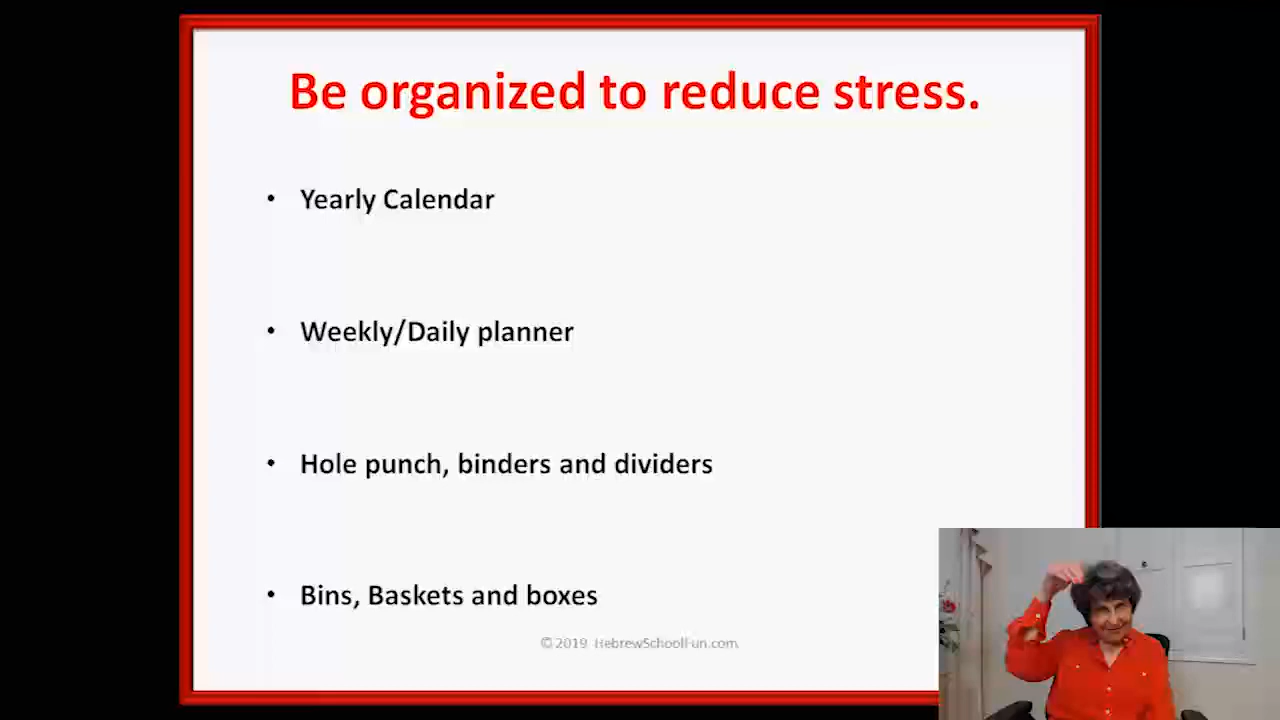 Be organized to reduce stress.
• Yearly Calendar
• Weekly/Daily planner
• Hole punch, binders and dividers
• Bins, Baskets and boxes
© 2019 HebrewSchoolFun.com